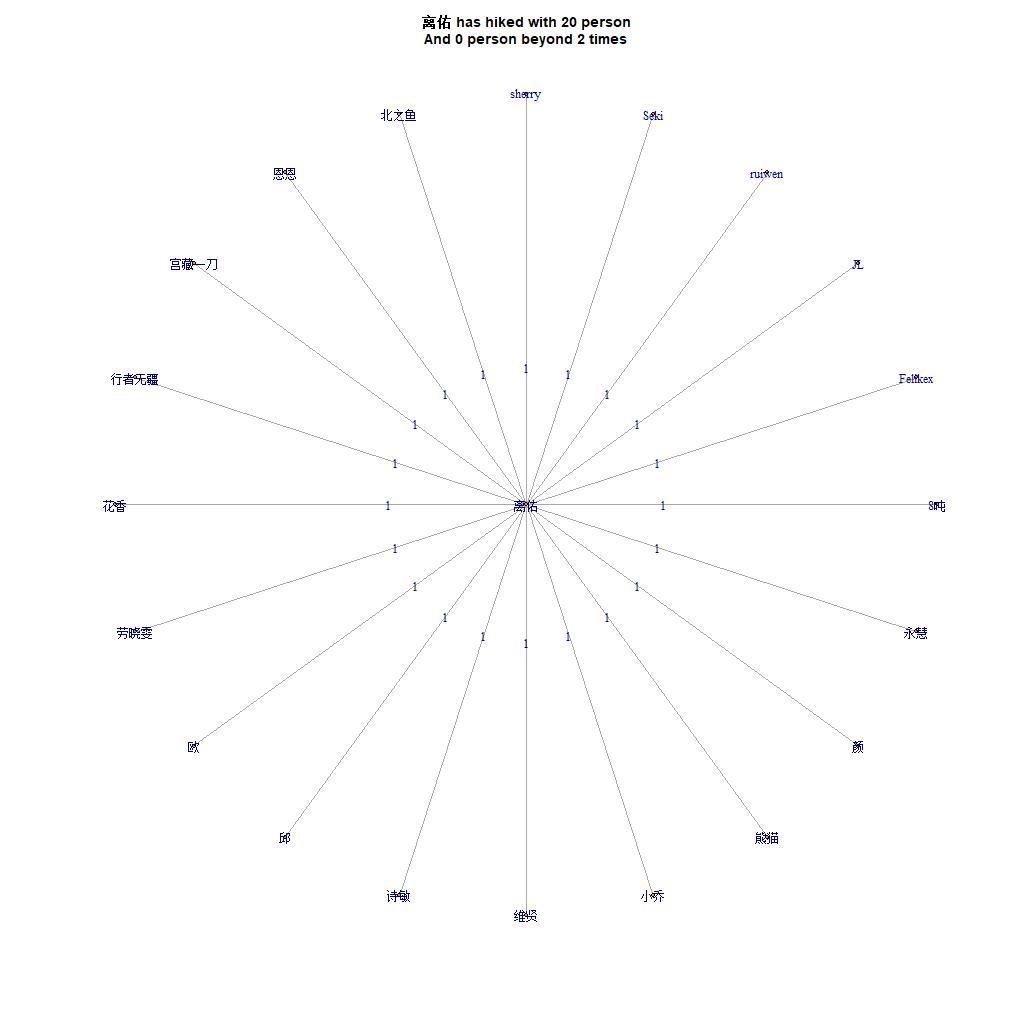 离佑 has hiked with 20 person
And 0 person beyond 2 times
sherry
北之鱼
Seki
恩恩
ruiwen
宫藏一刀
行者无疆
Felikex
1
1
1
1
1
1
1
1
1
花香
1
离佑
1
8吨
1
1
1
1
1
1
1
1
1
劳晓雯
永慧
欧
颜
邱
熊猫
诗敏
小乔
维贤